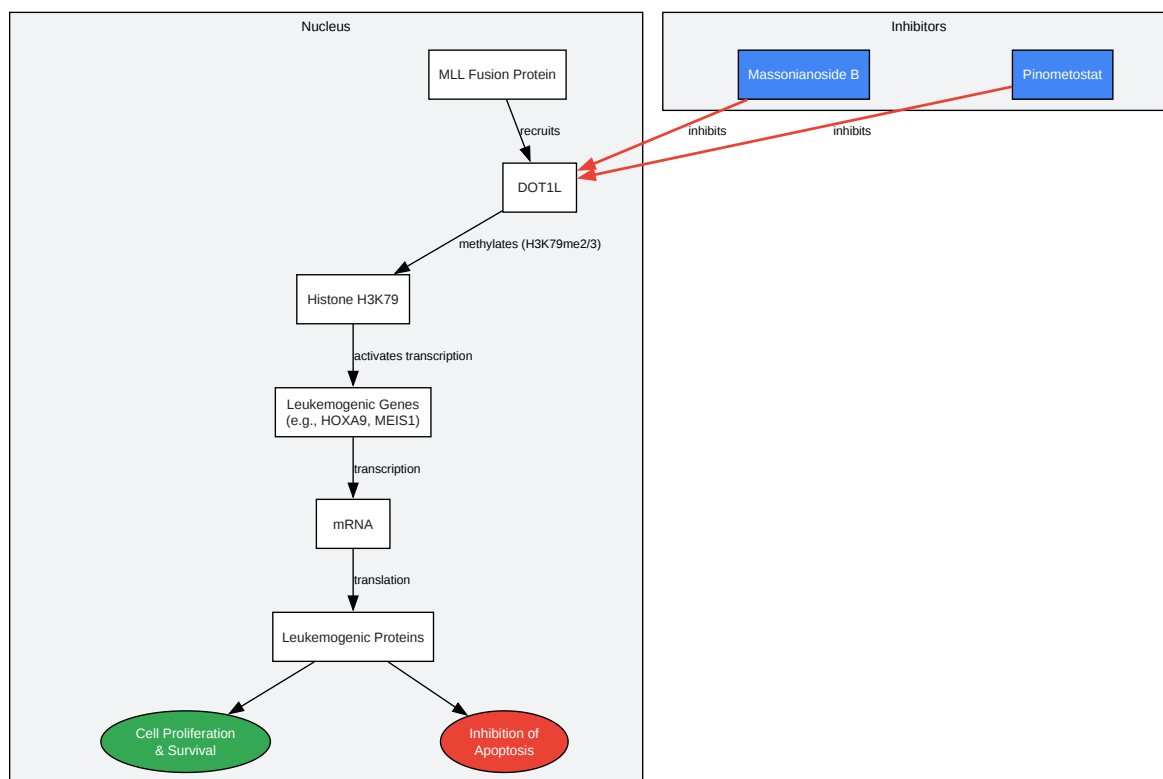 Nucleus
Inhibitors
MLL Fusion Protein
Massonianoside B
Pinometostat
recruits
inhibits
inhibits
DOT1L
methylates (H3K79me2/3)
Histone H3K79
activates transcription
Leukemogenic Genes
(e.g., HOXA9, MEIS1)
transcription
mRNA
translation
Leukemogenic Proteins
Cell Proliferation
& Survival
Inhibition of
Apoptosis